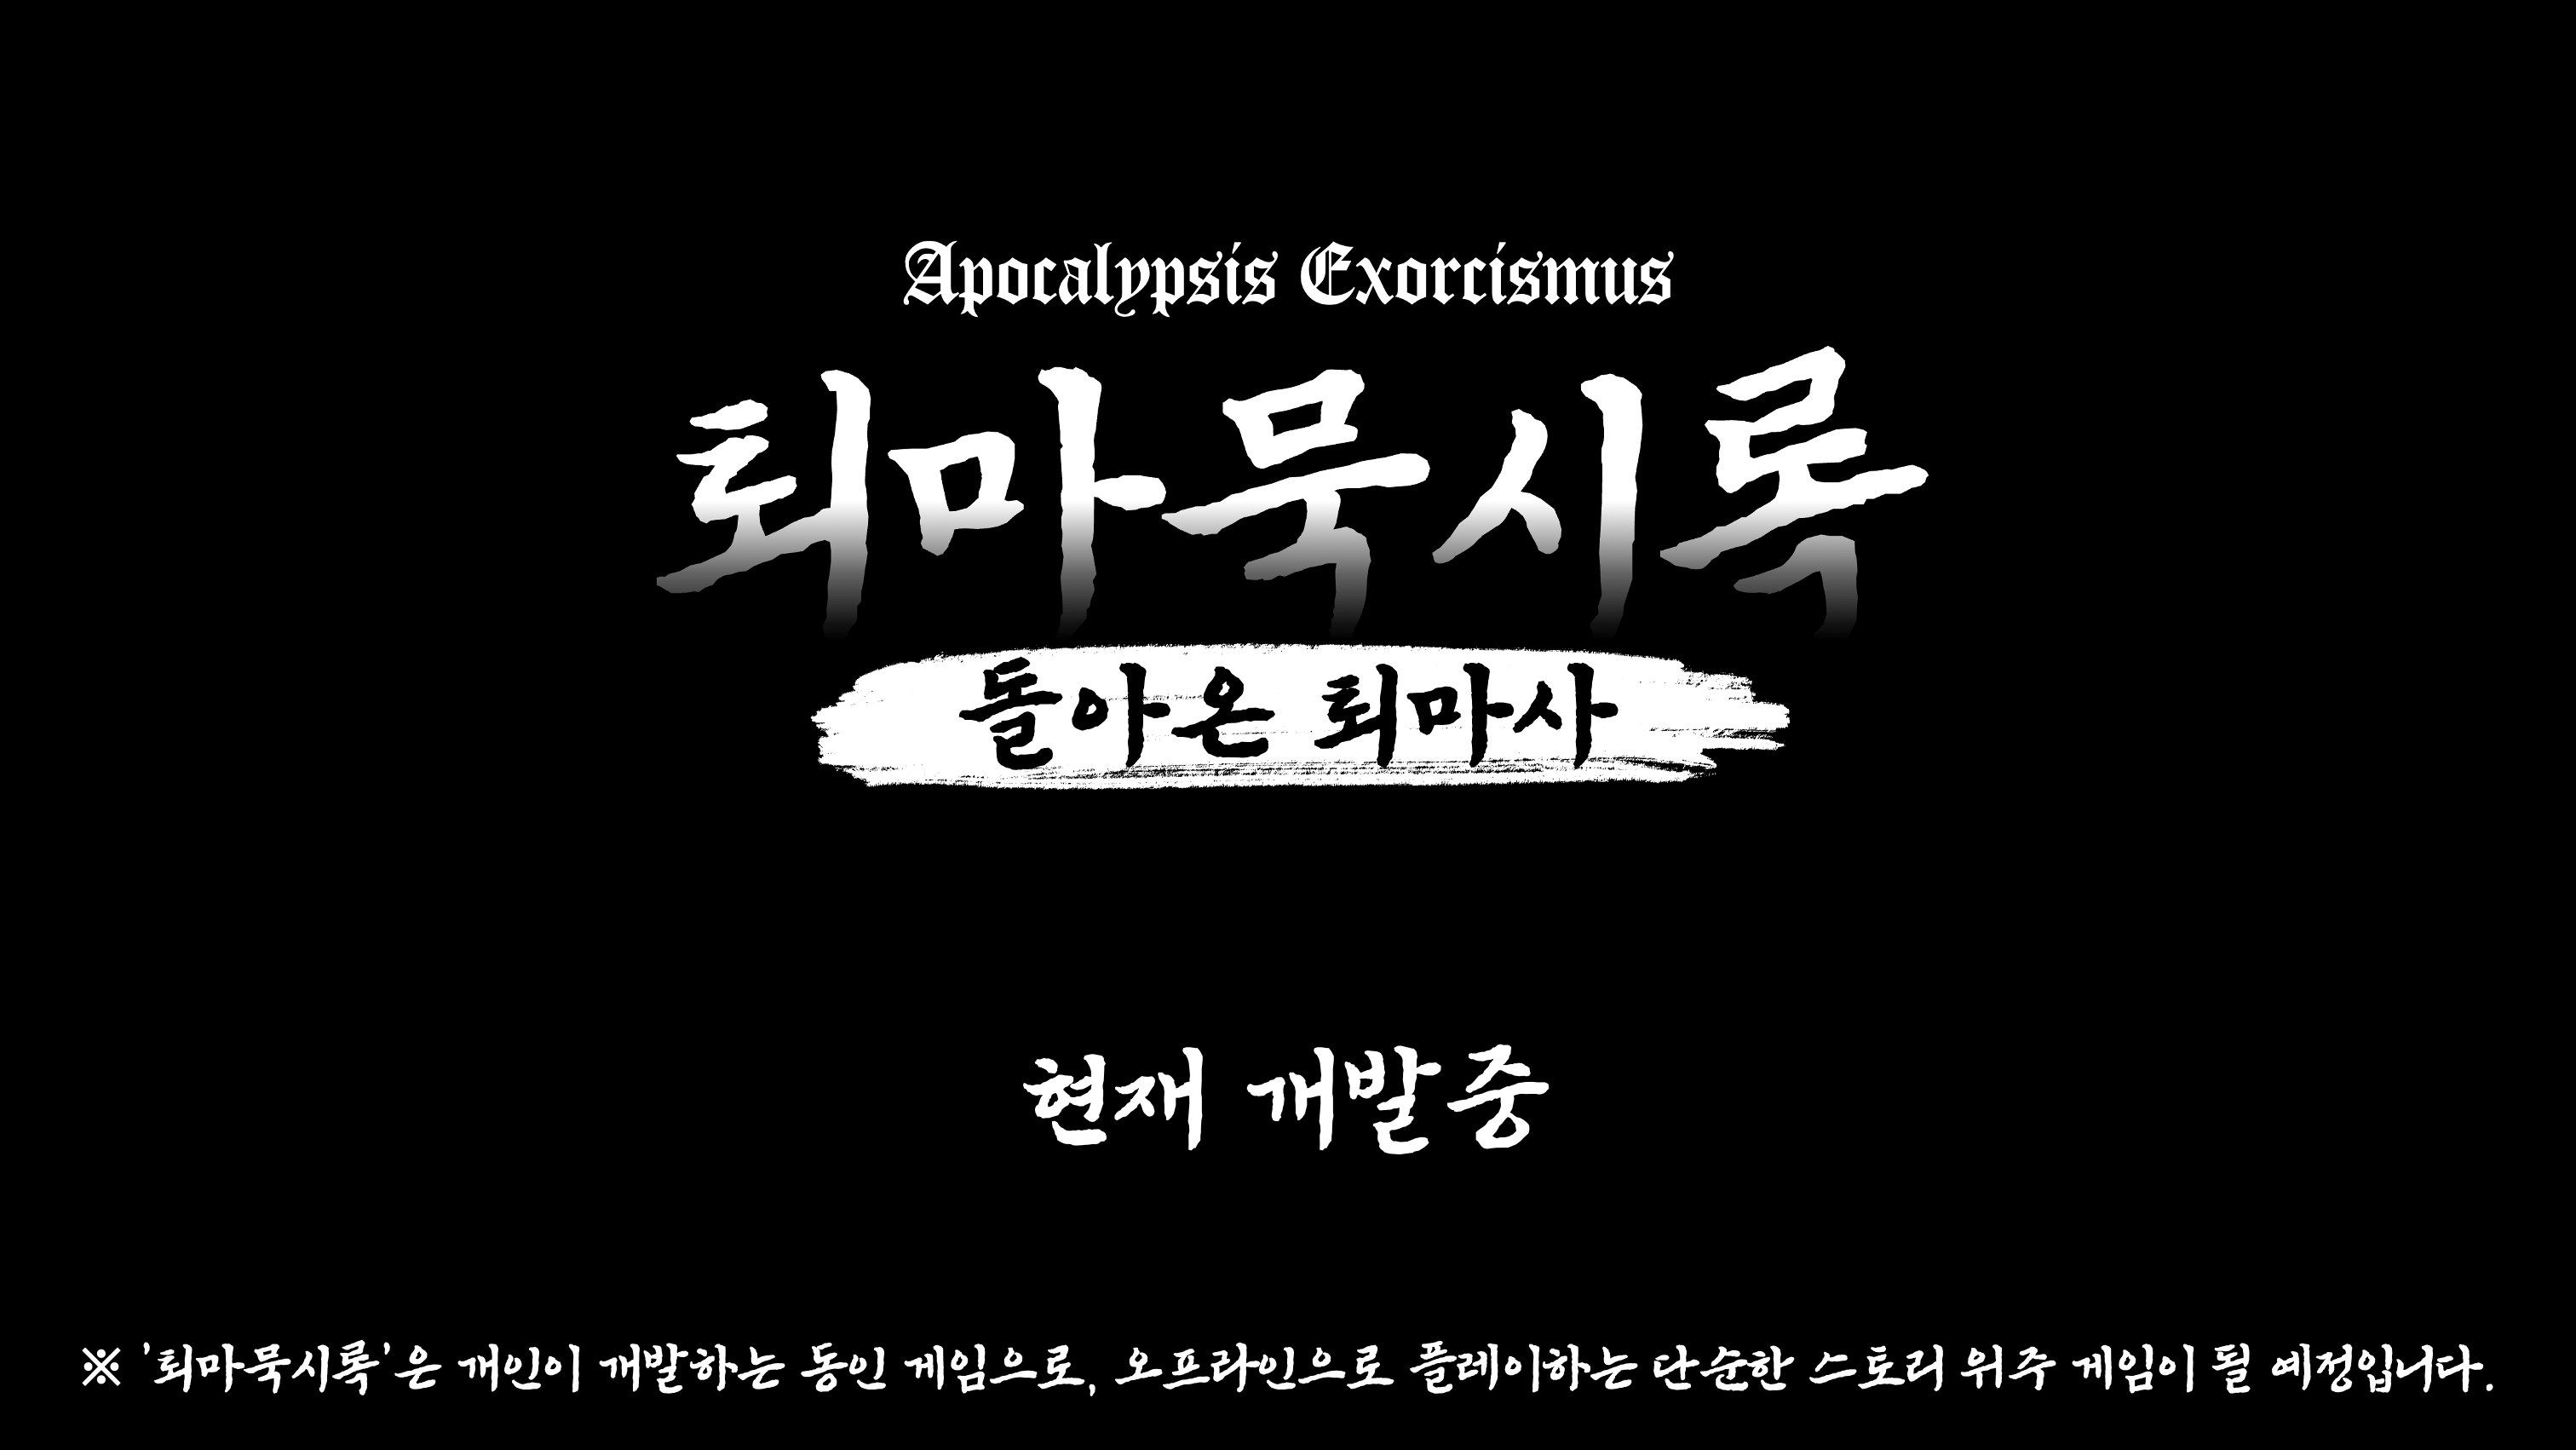 Apocalypsis Exorcismus
퇴마묵시록
돌아온 퇴마사
현재 개발중
※ '퇴마묵시록'은 개인이 개발하는 동인 게임으로, 오프라인으로 플레이하는 단순한 스토리 위주 게임이 될 예정입니다.